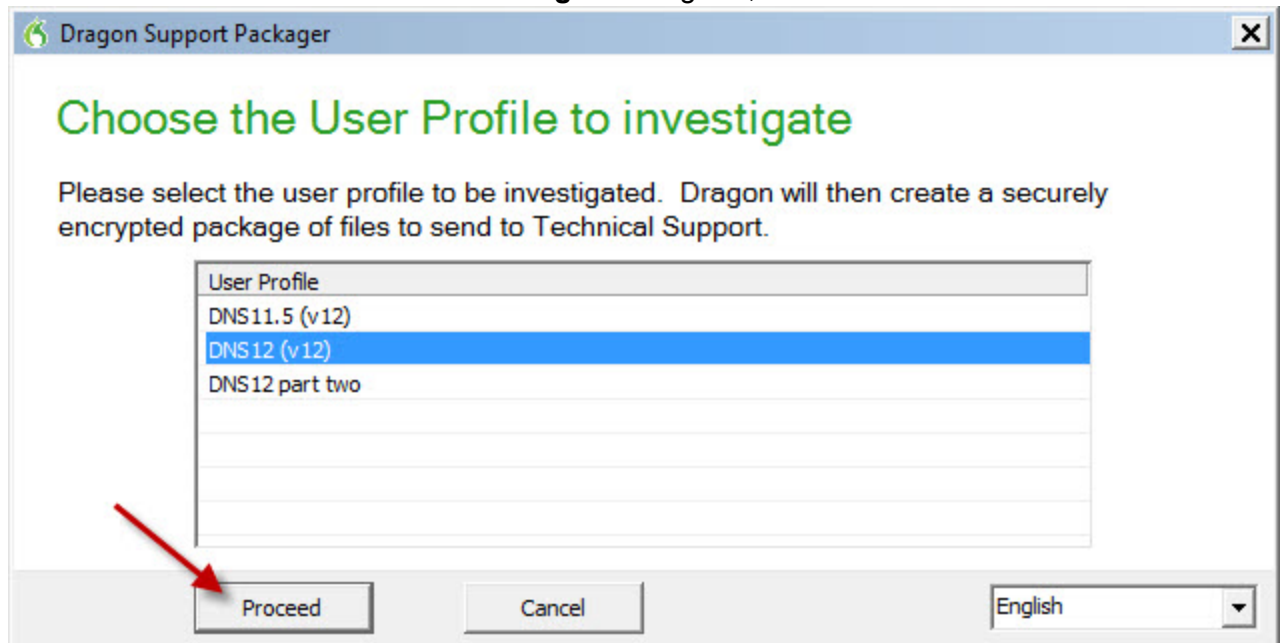 Dragon Support Packager
Choose the User Profile to investigate
Please select the user profile to be investigated.  Dragon will then create a securely
encrypted package of files to send to Technical Support.
User Profile
DNS11.5 (v12)
DNS12 (v12)
DNS12 part two
Proceed
Cancel
English